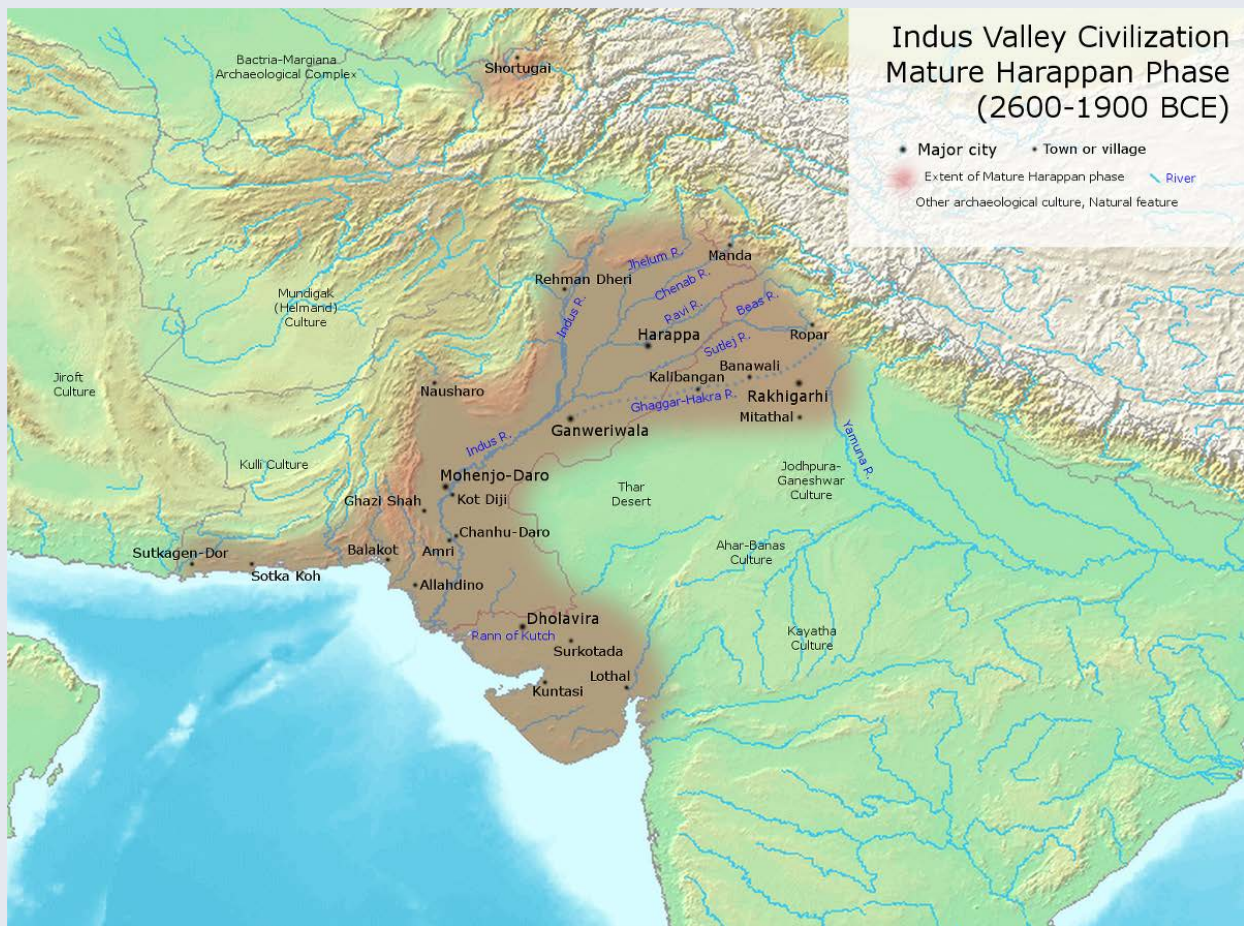 Indus Valley Civilization
Mature Harappan Phase
(2600-1900 BCE)
Major city
Town or village
Extent of Mature Harappan phase
River
Other archaeological culture, Natural feature
Bactria-Margiana
Archaeological Complex
Shortugai
Manda
Jhelum R.
Rehman Dheri
Chenab R.
Mundigak
(Helmand)
Culture
Indus R.
Ravi R.
Beas R.
Harappa
Ropar
Sutlej R.
Jiroft
Culture
Nausharo
Kalibangan
Banawali
Rakhigarhi
Ghaggar-Hakra R.
Mitathal
Ganweriwala
Yamuna R.
Indus R.
Kulli Culture
Mohenjo-Daro
Kot Diji
Ghazi Shah
Thar
Desert
Jodhpura-
Ganeshwar
Culture
Chanhu-Daro
Sutkagen-Dor
Balakot
Amri
Ahar-Banas
Culture
Sotka Koh
Allahdino
Dholavira
Rann of Kutch
Surkotada
Kayatha
Culture
Lothal
Kuntasi